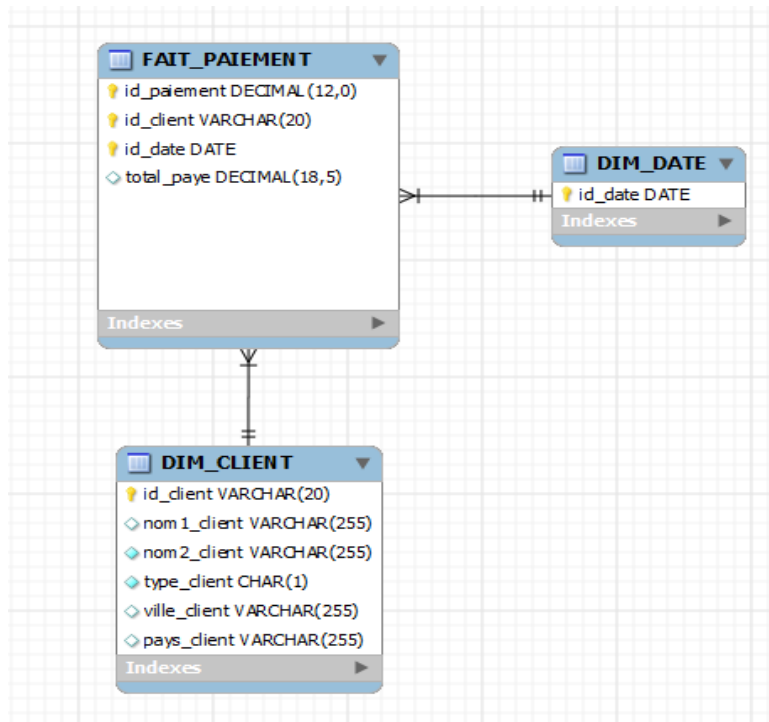 FAIT_PAIEMENT
id_paiement DECIMAL(12,0)
id_client VARCHAR(20)
id_date DATE
total_paye DECIMAL(18,5)
Indexes
DIM_DATE
id_date DATE
Indexes
DIM_CLIENT
id_client VARCHAR(20)
nom1_client VARCHAR(255)
nom2_client VARCHAR(255)
type_client CHAR(1)
ville_client VARCHAR(255)
pays_client VARCHAR(255)
Indexes